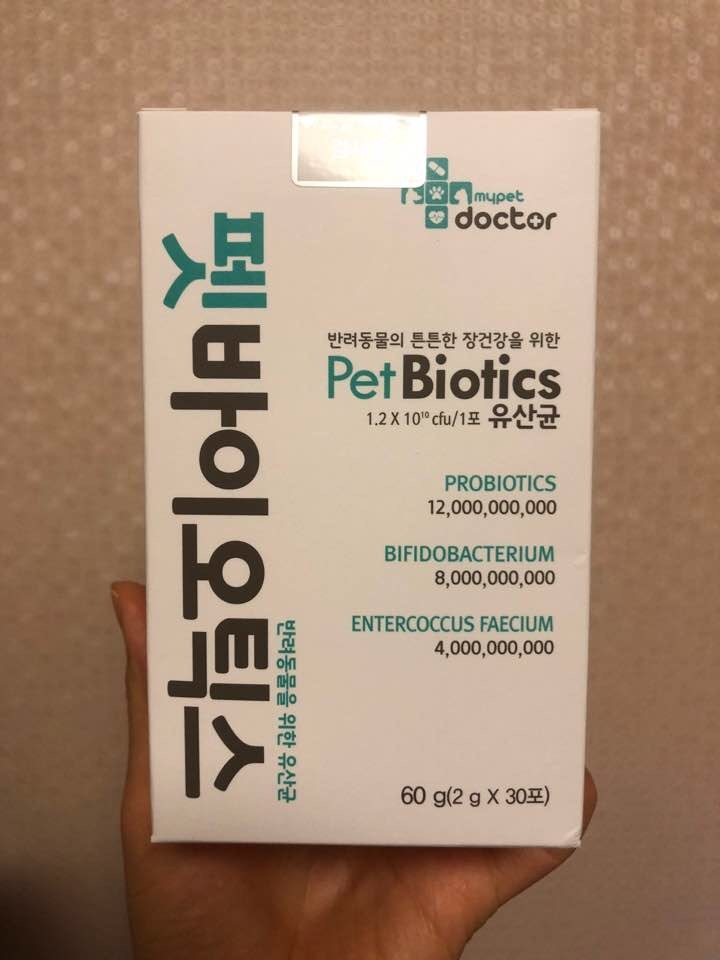 mypet
doctor
펫바이오틱스
반려동물을 위한 유산균
반려동물의 튼튼한 장건강을 위한
PetBiotics
1.2 X 10¹⁰ cfu/1포 유산균
PROBIOTICS
12,000,000,000
BIFIDOBACTERIUM
8,000,000,000
ENTERCOCCUS FAECIUM
4,000,000,000
60 g(2 g X 30포)